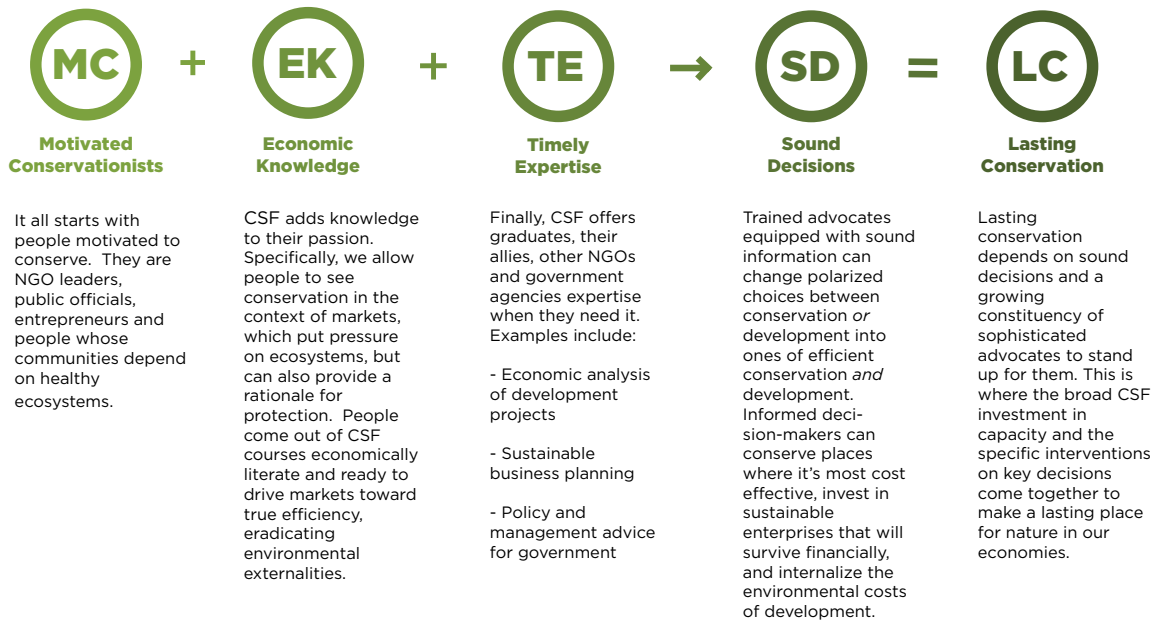 MC + EK + TE → SD = LC
Motivated
Conservationists
It all starts with
people motivated to
conserve.  They are
NGO leaders,
public officials,
entrepreneurs and
people whose
communities depend
on healthy
ecosystems.
Economic
Knowledge
CSF adds knowledge
to their passion.
Specifically, we allow
people to see
conservation in the
context of markets,
which put pressure
on ecosystems, but
can also provide a
rationale for
protection.  People
come out of CSF
courses economically
literate and ready to
drive markets toward
true efficiency,
eradicating
environmental
externalities.
Timely
Expertise
Finally, CSF offers
graduates, their
allies, other NGOs
and government
agencies expertise
when they need it.
Examples include:
- Economic analysis
of development
projects
- Sustainable
business planning
- Policy and
management advice
for government
Sound
Decisions
Trained advocates
equipped with sound
information can
change polarized
choices between
conservation or
development into
ones of efficient
conservation and
development.
Informed deci-
sion-makers can
conserve places
where it's most cost
effective, invest in
sustainable
enterprises that will
survive financially,
and internalize the
environmental costs
of development.
Lasting
Conservation
Lasting
conservation
depends on sound
decisions and a
growing
constituency of
sophisticated
advocates to stand
up for them. This is
where the broad CSF
investment in
capacity and the
specific interventions
on key decisions
come together to
make a lasting place
for nature in our
economies.